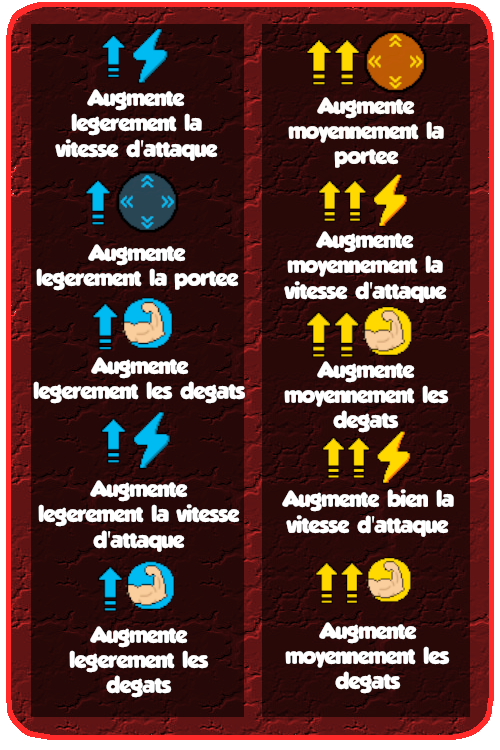 Augmente
legerement la
vitesse d'attaque
Augmente
legerement la portee
Augmente
legerement les degats
Augmente
legerement la vitesse
d'attaque
Augmente
legerement les
degats
Augmente
moyennement la
portee
Augmente
moyennement la
vitesse d'attaque
Augmente
moyennement les
degats
Augmente bien la
vitesse d'attaque
Augmente
moyennement les
degats